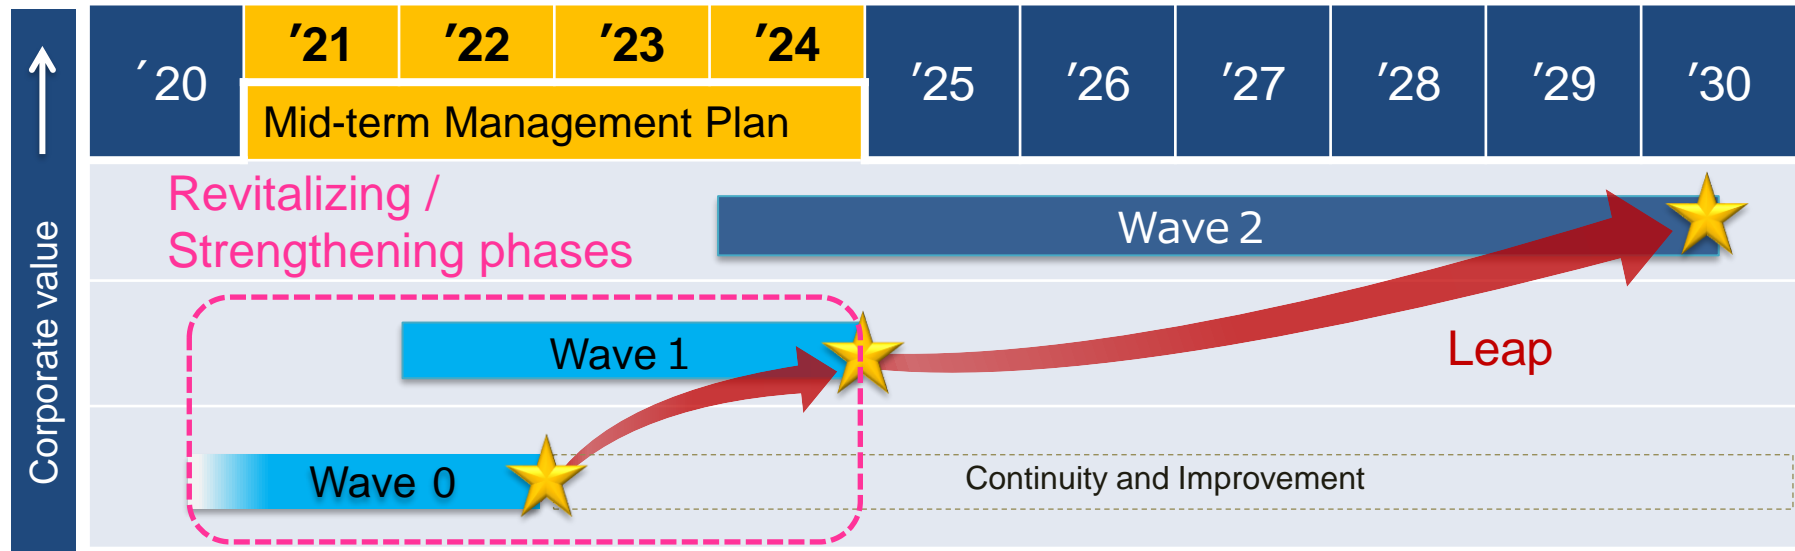 Corporate value
´20
’21
’22
’23
’24
’25
’26
’27
’28
’29
’30
Mid-term Management Plan
Revitalizing /
Strengthening phases
Wave 2
Wave 1
Leap
Wave 0
Continuity and Improvement